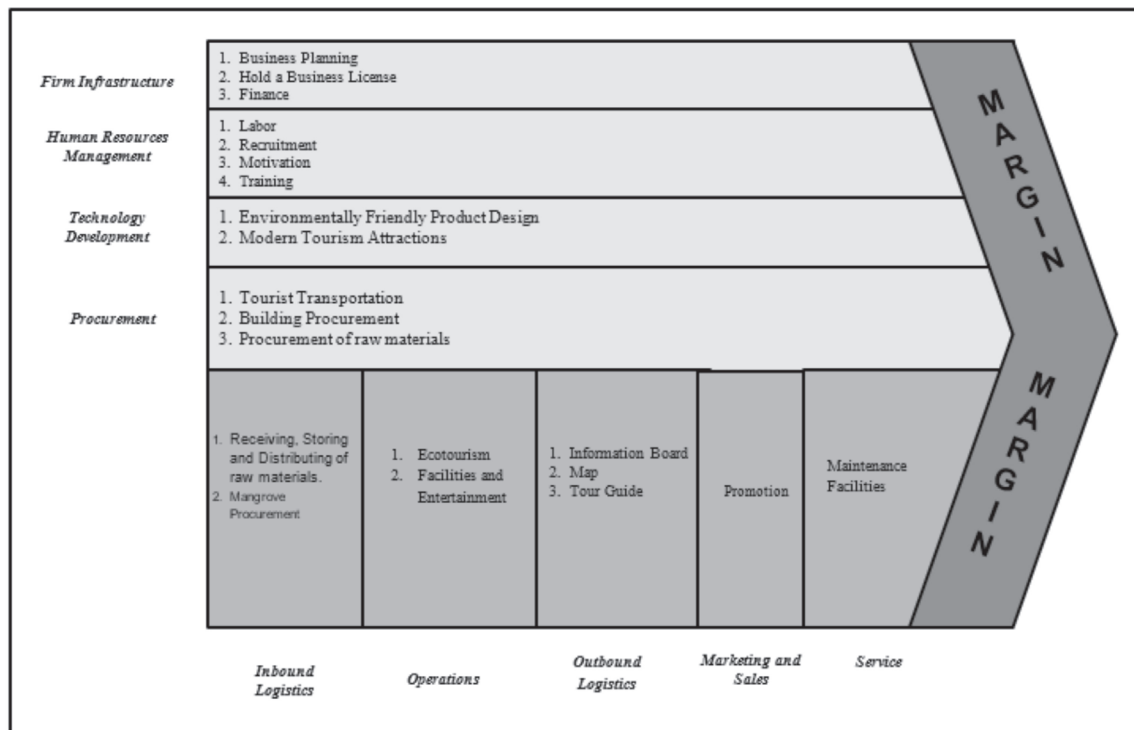 Firm Infrastructure
1. Business Planning
2. Hold a Business License
3. Finance
Human Resources
Management
1. Labor
2. Recruitment
3. Motivation
4. Training
Technology
Development
1. Environmentally Friendly Product Design
2. Modern Tourism Attractions
Procurement
1. Tourist Transportation
2. Building Procurement
3. Procurement of raw materials
MARGIN
1. Receiving, Storing
and Distributing of
raw materials.
2. Mangrove
Procurement
1. Ecotourism
2. Facilities and
Entertainment
1. Information Board
2. Map
3. Tour Guide
Promotion
Maintenance
Facilities
MARGIN
Inbound
Logistics
Operations
Outbound
Logistics
Marketing and
Sales
Service